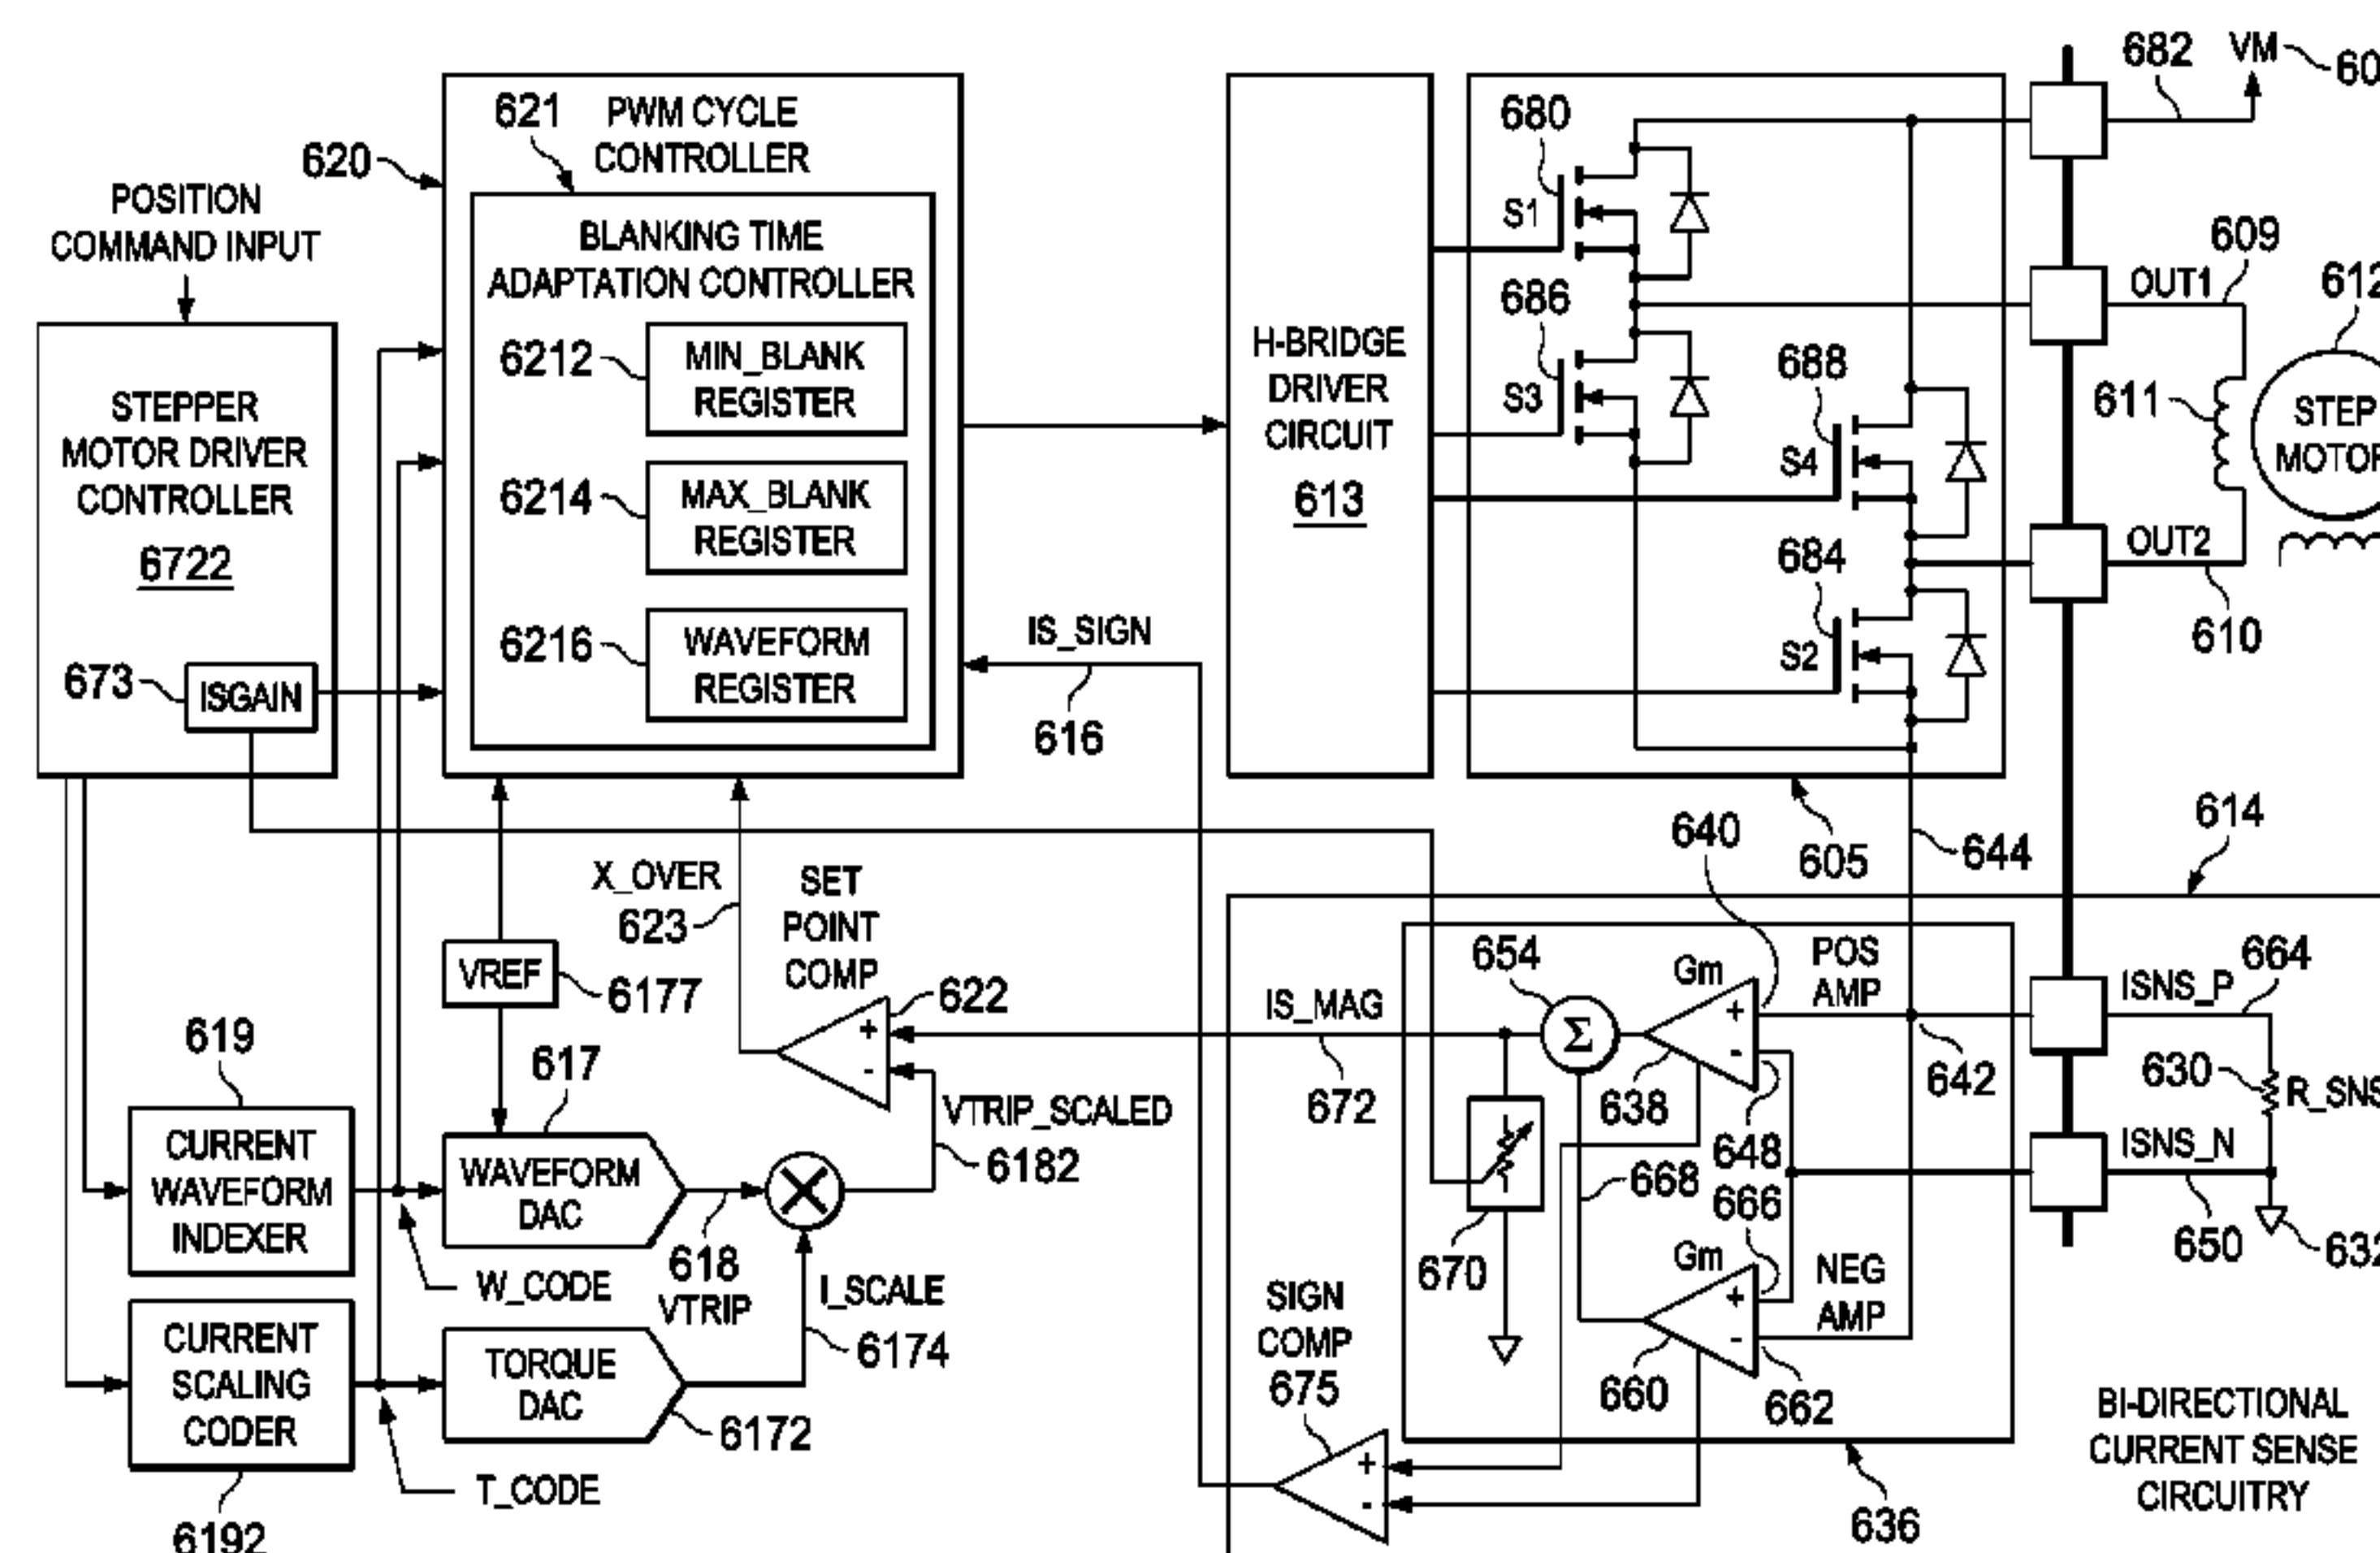 POSITION
COMMAND INPUT
STEPPER
MOTOR DRIVER
CONTROLLER
6722
673
ISGAIN
620
621
PWM CYCLE
CONTROLLER
BLANKING TIME
ADAPTATION CONTROLLER
6212
MIN_BLANK
REGISTER
6214
MAX_BLANK
REGISTER
6216
WAVEFORM
REGISTER
IS_SIGN
616
H-BRIDGE
DRIVER
CIRCUIT
613
680
S1
686
S3
688
S4
684
S2
605
682
VM
60
OUT1
609
611
612
STEP
MOTOR
OUT2
610
644
614
X_OVER
623
SET
POINT
COMP
622
VREF
6177
619
CURRENT
WAVEFORM
INDEXER
617
WAVEFORM
DAC
W_CODE
618
VTRIP
VTRIP_SCALED
6182
I_SCALE
6174
CURRENT
SCALING
CODER
6192
T_CODE
TORQUE
DAC
6172
IS_MAG
672
654
Σ
640
Gm
POS
AMP
+
-
638
648
642
668
666
670
Gm
NEG
AMP
+
-
660
662
636
SIGN
COMP
675
+
-
+
-
ISNS_P
664
630
R_SNS
ISNS_N
650
632
BI-DIRECTIONAL
CURRENT SENSE
CIRCUITRY